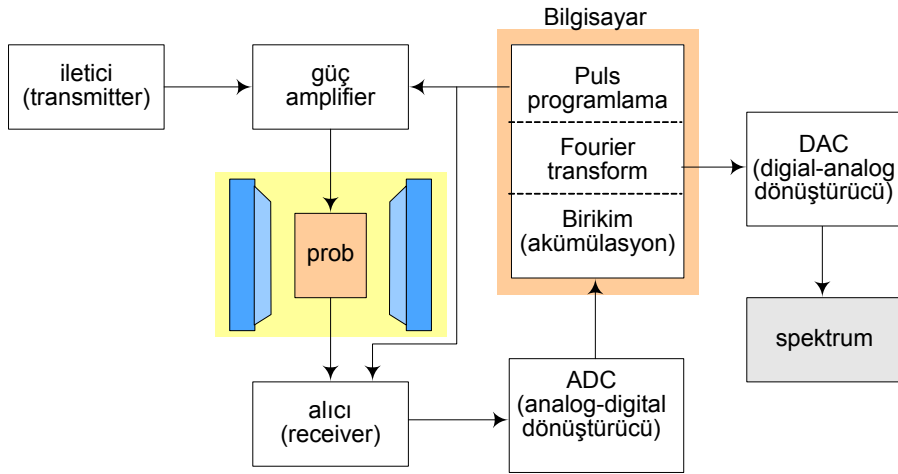 Bilgisayar
iletici
(transmitter)
güç
amplifier
Puls
programlama
Fourier
transform
Birikim
(akümülasyon)
DAC
(digial-analog
dönüştürücü)
prob
spektrum
alıcı
(receiver)
ADC
(analog-digital
dönüştürücü)